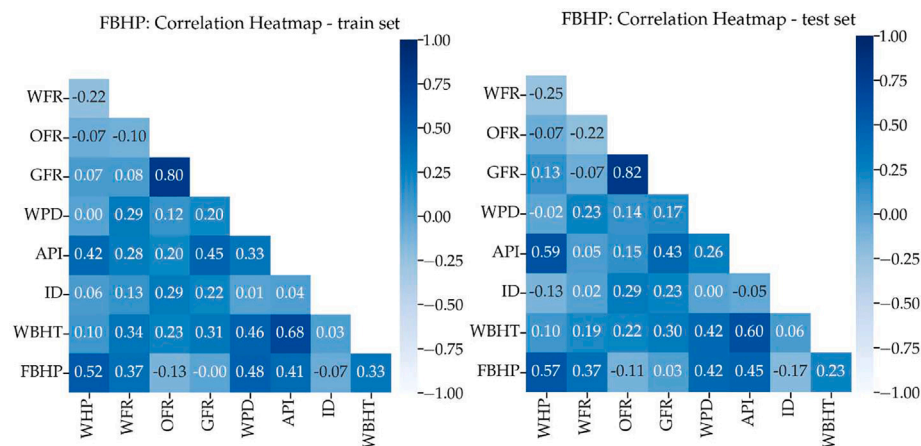 FBHP: Correlation Heatmap - train set
1.00
0.75
0.50
0.25
0.00
−0.25
−0.50
−0.75
−1.00
WFR -0.22
OFR -0.07 -0.10
GFR 0.07 0.08 0.80
WPD 0.00 0.29 0.12 0.20
API 0.42 0.28 0.20 0.45 0.33
ID 0.06 0.13 0.29 0.22 0.01 0.04
WBHT 0.10 0.34 0.23 0.31 0.46 0.68 0.03
FBHP 0.52 0.37 -0.13 -0.00 0.48 0.41 -0.07 0.33
WHP WFR OFR GFR WPD API ID WBHT
FBHP: Correlation Heatmap - test set
1.00
0.75
0.50
0.25
0.00
−0.25
−0.50
−0.75
−1.00
WFR -0.25
OFR -0.07 -0.22
GFR 0.13 -0.07 0.82
WPD -0.02 0.23 0.14 0.17
API 0.59 0.05 0.15 0.43 0.26
ID -0.13 0.02 0.29 0.23 0.00 -0.05
WBHT 0.10 0.19 0.22 0.30 0.42 0.60 0.06
FBHP 0.57 0.37 -0.11 0.03 0.42 0.45 -0.17 0.23
WHP WFR OFR GFR WPD API ID WBHT